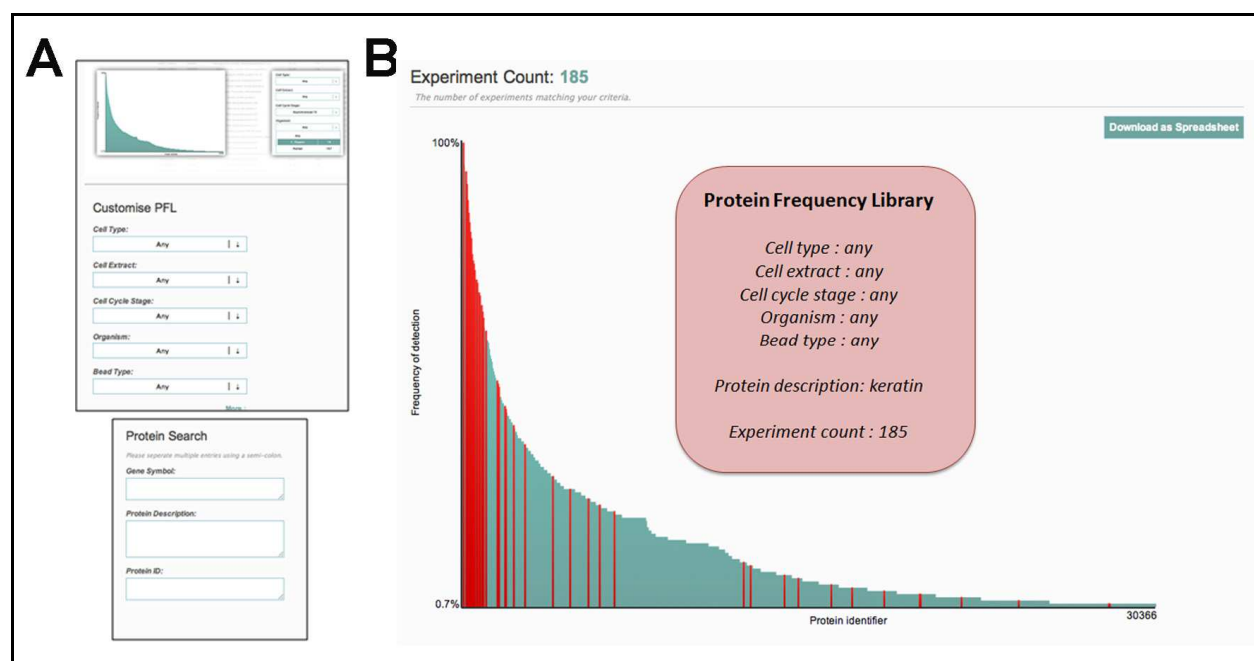 A
Customise PFL
Cell Type:
Any
Cell Extract:
Any
Cell Cycle Stage:
Any
Organism:
Any
Bead Type:
Any
More
Protein Search
Please seperate multiple entries using a semi-colon.
Gene Symbol:
Protein Description:
Protein ID:
B
Experiment Count: 185
The number of experiments matching your criteria.
Download as Spreadsheet
100%
Frequency of detection
0.7%
Protein identifier
30366
Protein Frequency Library
Cell type : any
Cell extract : any
Cell cycle stage : any
Organism : any
Bead type : any
Protein description: keratin
Experiment count : 185